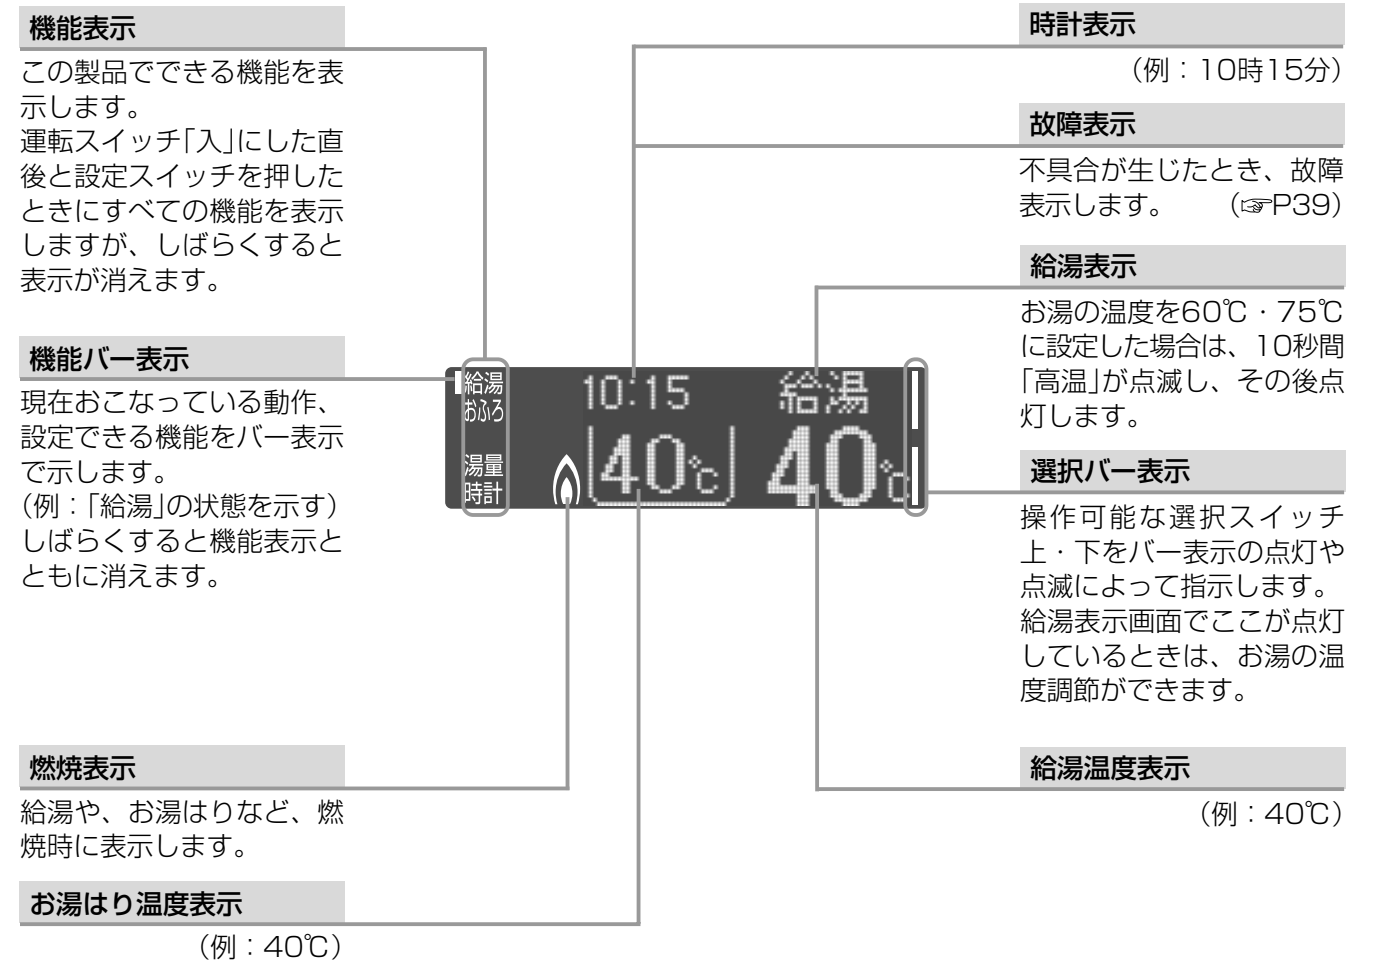 機能表示
この製品でできる機能を表
示します。
運転スイッチ「入」にした直
後と設定スイッチを押した
ときにすべての機能を表示
しますが、しばらくすると
表示が消えます。
機能バー表示
現在おこなっている動作、
設定できる機能をバー表示
で示します。
（例：「給湯」の状態を示す）
しばらくすると機能表示と
ともに消えます。
燃焼表示
給湯や、お湯はりなど、燃
焼時に表示します。
お湯はり温度表示
（例：40℃）
給湯
おふろ
湯量
時計
10:15
40℃
給湯
40℃
時計表示
（例：10時15分）
故障表示
不具合が生じたとき、故障
表示します。　（☞P39）
給湯表示
お湯の温度を60℃・75℃
に設定した場合は、10秒間
「高温」が点滅し、その後点
灯します。
選択バー表示
操作可能な選択スイッチ
上・下をバー表示の点灯や
点滅によって指示します。
給湯表示画面でここが点灯
しているときは、お湯の温
度調節ができます。
給湯温度表示
（例：40℃）